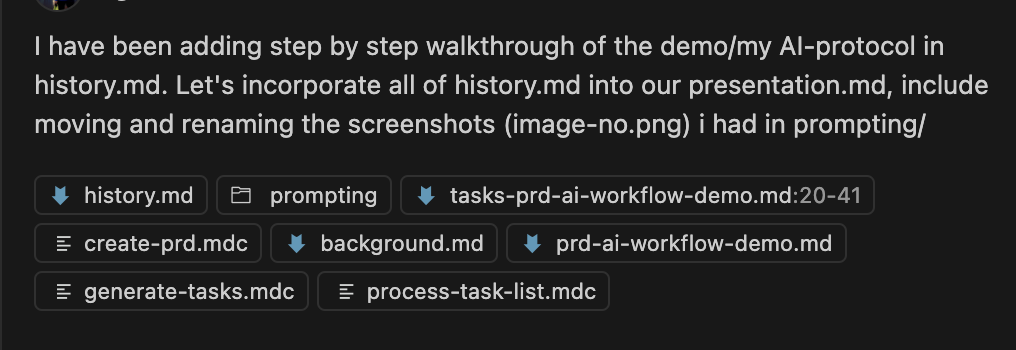 I have been adding step by step walkthrough of the demo/my AI-protocol in
history.md. Let's incorporate all of history.md into our presentation.md, include
moving and renaming the screenshots (image-no.png) i had in prompting/
history.md prompting tasks-prd-ai-workflow-demo.md:20-41
create-prd.mdc background.md prd-ai-workflow-demo.md
generate-tasks.mdc process-task-list.mdc